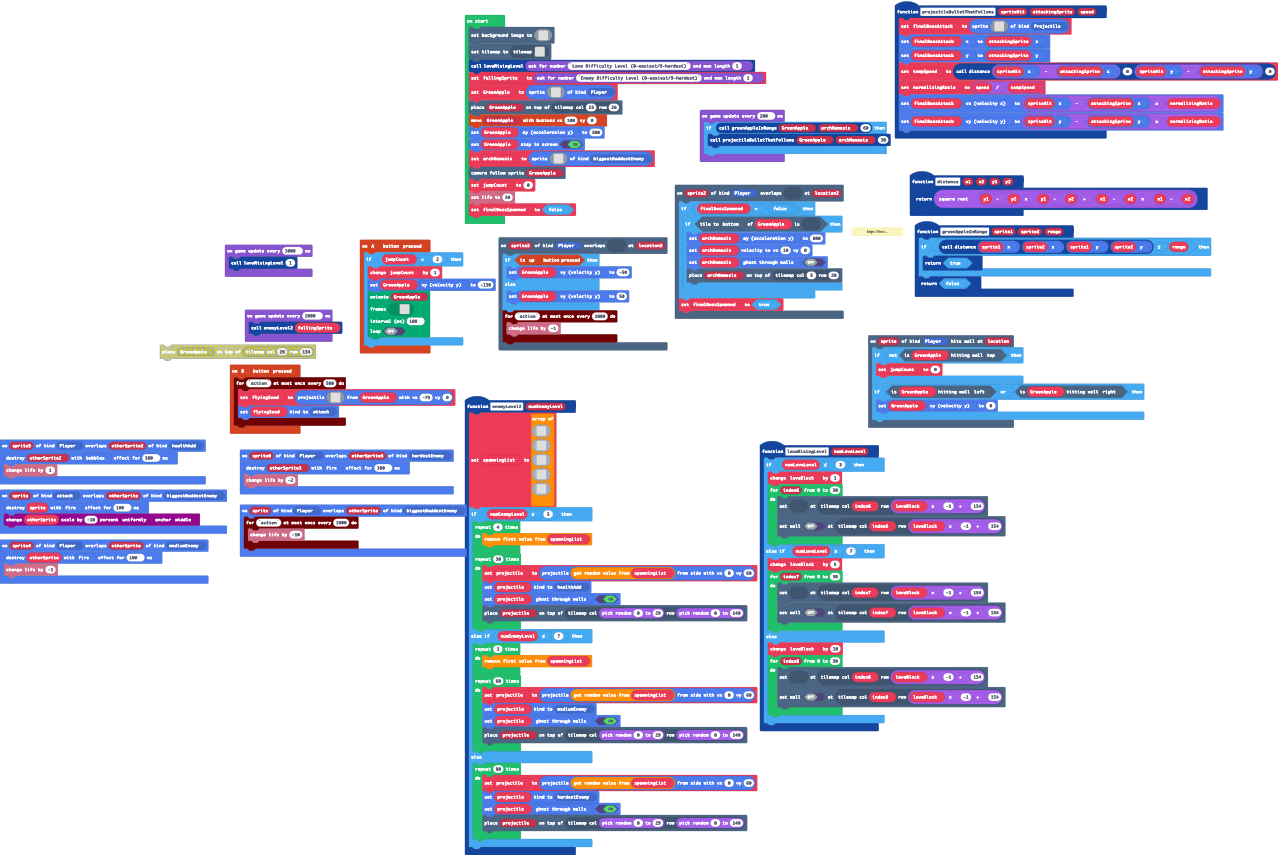 on start
set background image to
set tilemap to tilemap
call lavaRisingLevel ask for number Lava Difficulty Level (0-easiest/9-hardest) and max length 1
set fallingSprite to ask for number Enemy Difficulty Level (0-easiest/9-hardest) and max length 1
set GreenApple to sprite of kind Player
place GreenApple on top of tilemap col 23 row 26
move GreenApple with buttons vx 100 vy 0
set GreenApple ay (acceleration y) to 300
set GreenApple stay in screen
set archNemesis to sprite of kind biggestBaddestEnemy
camera follow sprite GreenApple
set jumpCount to 0
set life to
set finalBossSpawned to false
function projectileBulletThatFollows spriteHit attackingSprite speed
set finalBossAttack to sprite of kind Projectile
set finalBossAttack x to attackingSprite x
set finalBossAttack y to attackingSprite y
set tempSpeed to call distance spriteHit x - attackingSprite x 0 spriteHit y - attackingSprite y 0
set normalizingRatio to speed / tempSpeed
set finalBossAttack vx (velocity x) to spriteHit x - attackingSprite x x normalizingRatio
set finalBossAttack vy (velocity y) to spriteHit y - attackingSprite y x normalizingRatio
on game update every 200 ms
if call greenAppleInRange GreenApple archNemesis 60 then
call projectileBulletThatFollows GreenApple archNemesis
function distance x1 x2 y1 y2
return square root y1 - y2 x y1 - y2 + x1 - x2 x x1 - x2
function greenAppleInRange sprite1 sprite2 range
if call distance sprite1 x sprite2 x sprite1 y sprite2 y ≤ range then
return true
return false
on sprite2 of kind Player overlaps at location2
if finalBossSpawned = false then
if tile to bottom of GreenApple is then
set archNemesis ay (acceleration y) to
set archNemesis velocity to vx 10 vy 0
set archNemesis ghost through walls OFF
place archNemesis on top of tilemap col 5 row 20
set finalBossSpawned to true
on game update every 1000 ms
call lavaRisingLevel 1
on A button pressed
if jumpCount < 2 then
change jumpCount by 1
set GreenApple vy (velocity y) to -150
animate GreenApple
frames
interval (ms) 100
loop OFF
on sprite3 of kind Player overlaps at location3
if is up button pressed then
set GreenApple vy (velocity y) to -50
else
set GreenApple vy (velocity y) to 50
for action at most once every 1000 do
change life by -1
on game update every 2000 ms
call enemyLevel2 fallingSprite
place GreenApple on top of tilemap col 20 row 134
on B button pressed
for action at most once every 500 do
set flyingSeed to projectile from GreenApple with vx -75 vy 0
set flyingSeed kind to attack
on sprite of kind Player hits wall at location
if not is GreenApple hitting wall top then
set jumpCount to 0
if is GreenApple hitting wall left or is GreenApple hitting wall right then
set GreenApple vy (velocity y) to 0
on sprite5 of kind Player overlaps otherSprite2 of kind healthAdd
destroy otherSprite2 with bubbles effect for 100 ms
change life by 1
on sprite of kind attack overlaps otherSprite of kind biggestBaddestEnemy
destroy sprite with fire effect for 100 ms
change otherSprite scale by -10 percent uniformly anchor middle
on sprite4 of kind Player overlaps otherSprite of kind mediumEnemy
destroy otherSprite with fire effect for 100 ms
change life by -1
on sprite6 of kind Player overlaps otherSprite3 of kind hardestEnemy
destroy otherSprite3 with fire effect for 100 ms
change life by -2
on sprite of kind Player overlaps otherSprite of kind biggestBaddestEnemy
for action at most once every 1000 do
change life by -10
function enemyLevel2 numEnemyLevel
array of
set spawningList to
if numEnemyLevel ≤ 3 then
repeat 4 times
do remove first value from spawningList
repeat 30 times
do set projectile to projectile get random value from spawningList from side with vx 0 vy 60
set projectile kind to healthAdd
set projectile ghost through walls
place projectile on top of tilemap col pick random 0 to 29 row pick random 0 to 140
else if numEnemyLevel ≤ 7 then
repeat 3 times
do remove first value from spawningList
repeat 60 times
do set projectile to projectile get random value from spawningList from side with vx 0 vy 60
set projectile kind to mediumEnemy
set projectile ghost through walls
place projectile on top of tilemap col pick random 0 to 29 row pick random 0 to 140
else
repeat 80 times
do set projectile to projectile get random value from spawningList from side with vx 0 vy 60
set projectile kind to hardestEnemy
set projectile ghost through walls
place projectile on top of tilemap col pick random 0 to 29 row pick random 0 to 140
function lavaRisingLevel numLavaLevel
if numLavaLevel ≤ 3 then
change lavaBlock by 1
for index6 from 0 to 30
do set at tilemap col index6 row lavaBlock x -1 + 154
set wall OFF at tilemap col index6 row lavaBlock x -1 + 154
else if numLavaLevel ≤ 7 then
change lavaBlock by 5
for index7 from 0 to 30
do set at tilemap col index7 row lavaBlock x -1 + 154
set wall OFF at tilemap col index7 row lavaBlock x -1 + 154
else
change lavaBlock by 10
for index8 from 0 to 30
do set at tilemap col index8 row lavaBlock x -1 + 154
set wall OFF at tilemap col index8 row lavaBlock x -1 + 154